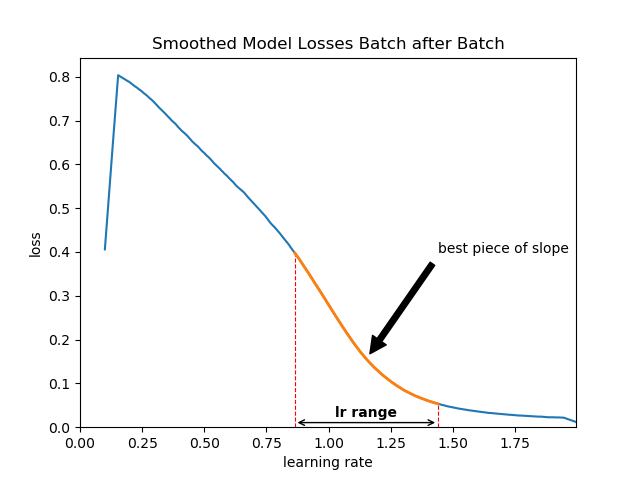 Smoothed Model Losses Batch after Batch
0.8
0.7
0.6
0.5
0.4
0.3
0.2
0.1
0.0
loss
best piece of slope
lr range
0.00 0.25 0.50 0.75 1.00 1.25 1.50 1.75
learning rate